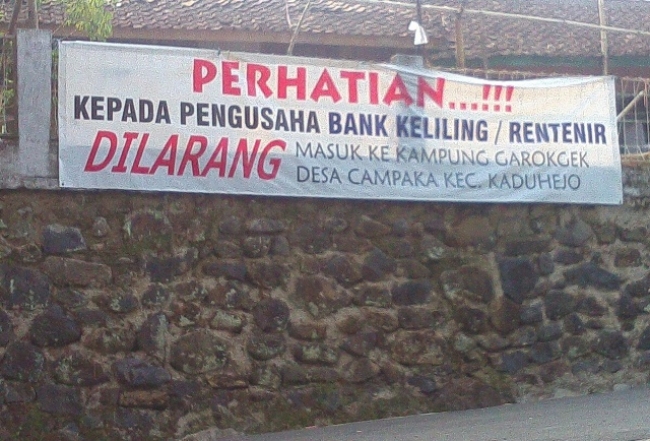 PERHATIAN...!!!
KEPADA PENGUSAHA BANK KELILING / RENTENIR
DILARANG MASUK KE KAMPUNG GAROKGEK
DESA CAMPAKA KEC. KADUHEJO